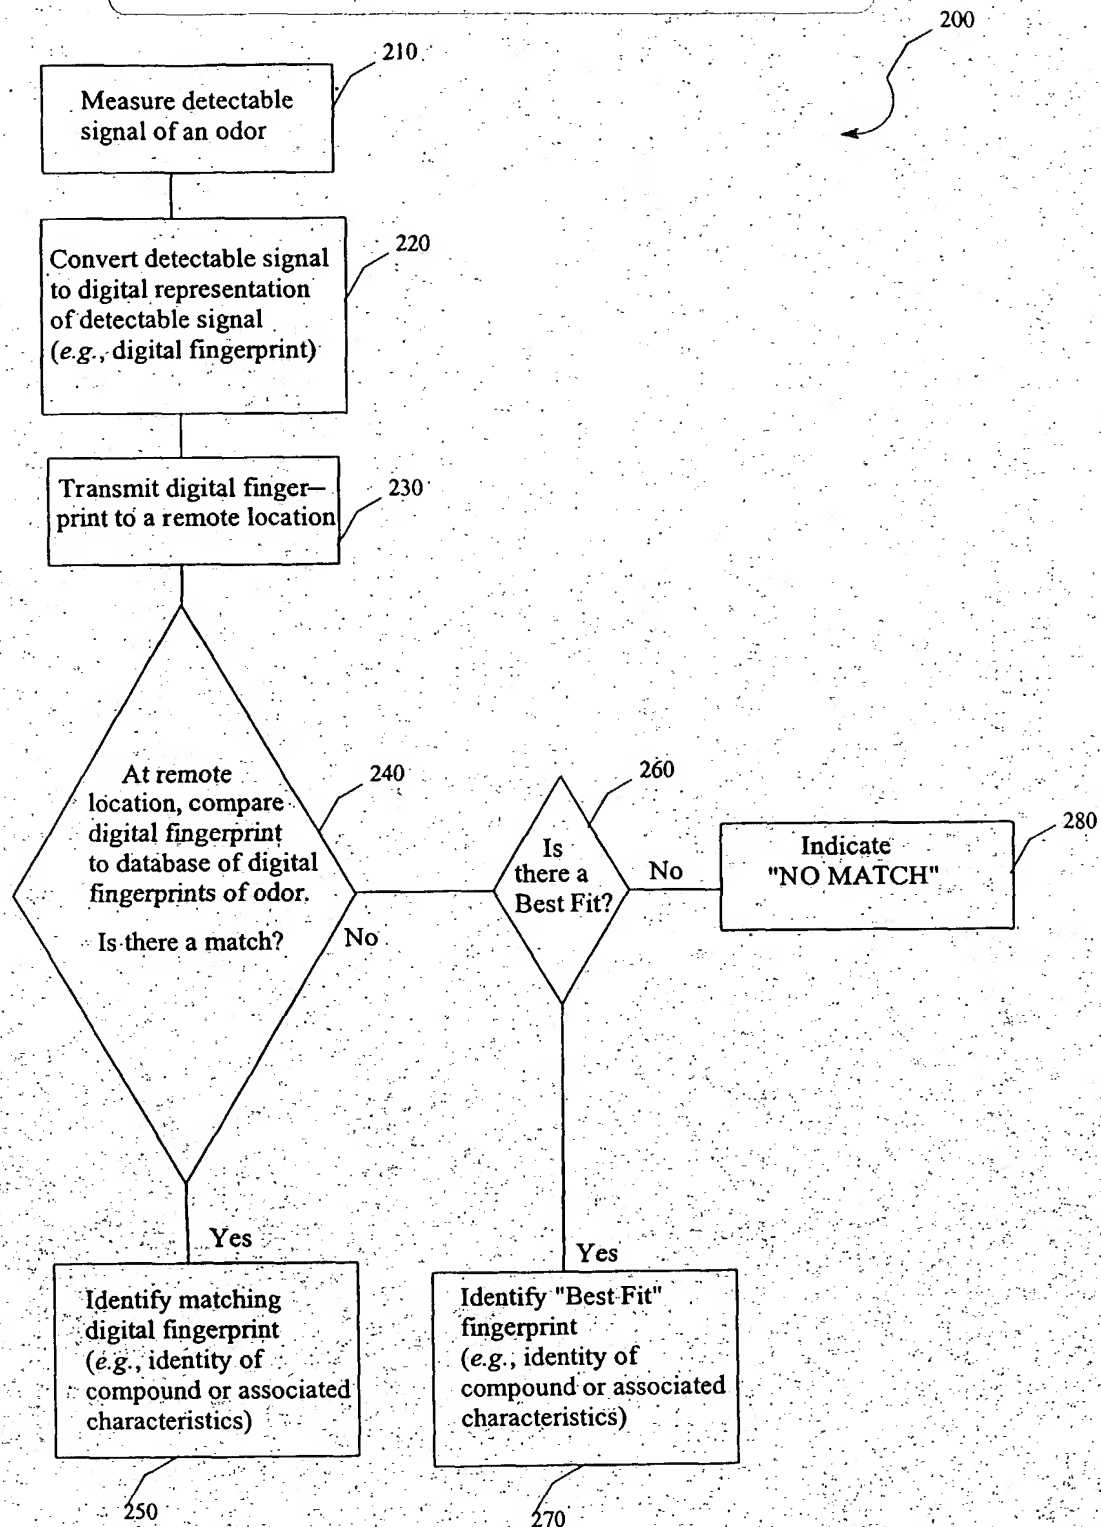 200
210
Measure detectable
signal of an odor
220
Convert detectable signal
to digital representation
of detectable signal
(e.g., digital fingerprint)
230
Transmit digital finger–
print to a remote location
240
At remote
location, compare
digital fingerprint
to database of digital
fingerprints of odor.
Is there a match?
No
260
Is
there a
Best Fit?
No
280
Indicate
"NO MATCH"
Yes
Identify matching
digital fingerprint
(e.g., identity of
compound or associated
characteristics)
250
Yes
Identify "Best Fit"
fingerprint
(e.g., identity of
compound or associated
characteristics)
270